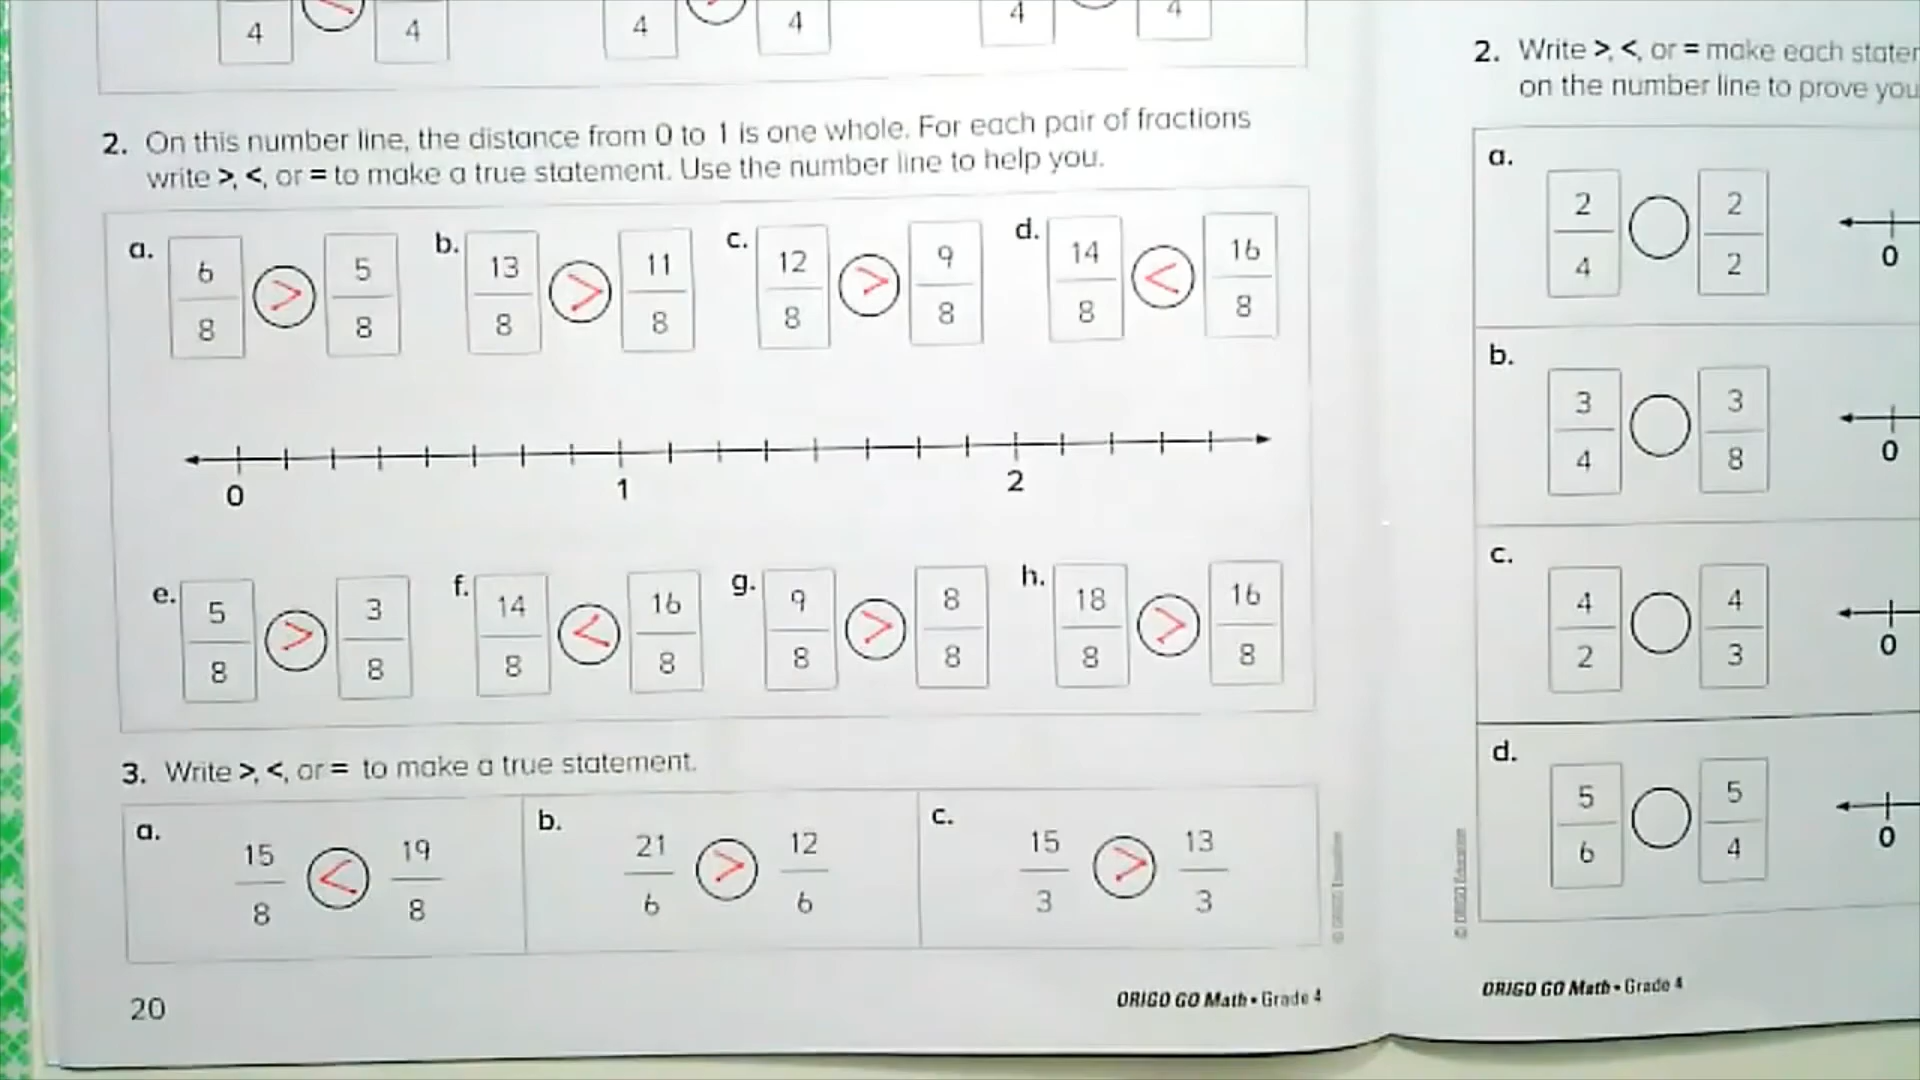 4 4 4 4 4 4
2. On this number line, the distance from 0 to 1 is one whole. For each pair of fractions
write >, <, or = to make a true statement. Use the number line to help you.
a. 6/8 > 5/8 b. 13/8 > 11/8 c. 12/8 > 9/8 d. 14/8 < 16/8
0 1 2
e. 5/8 > 3/8 f. 14/8 < 16/8 g. 9/8 > 8/8 h. 18/8 > 16/8
3. Write >, <, or = to make a true statement.
a. 15/8 < 19/8 b. 21/6 > 12/6 c. 15/3 > 13/3
© ORIGO Education
20
ORIGO GO Math • Grade 4
2. Write >, <, or = make each
on the number line to prove
a. 2/4 2/2
0
b. 3/4 3/8
0
c. 4/2 4/3
0
d. 5/6 5/4
0
© ORIGO Education
ORIGO GO Math • Grade 4